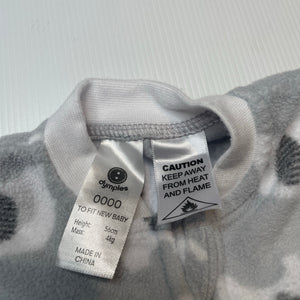 dymples
0000
TO FIT NEW BABY
Height: 56cm
Mass: 4kg
MADE IN
CHINA
CAUTION
KEEP AWAY
FROM HEAT
AND FLAME